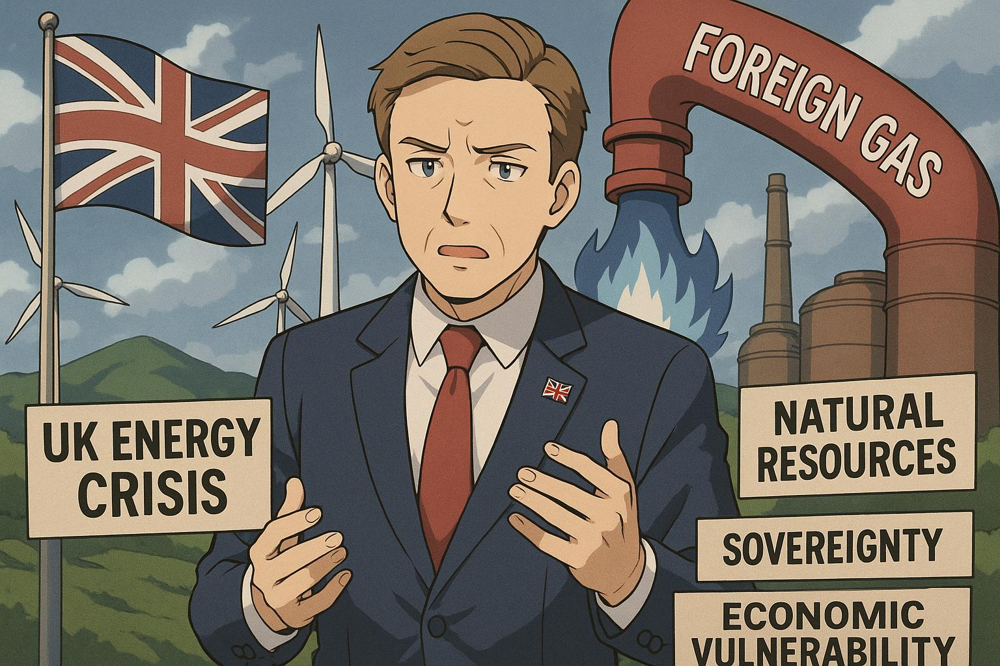 FOREIGN GAS
UK ENERGY
CRISIS
NATURAL
RESOURCES
SOVEREIGNTY
ECONOMIC
VULNERABILITY